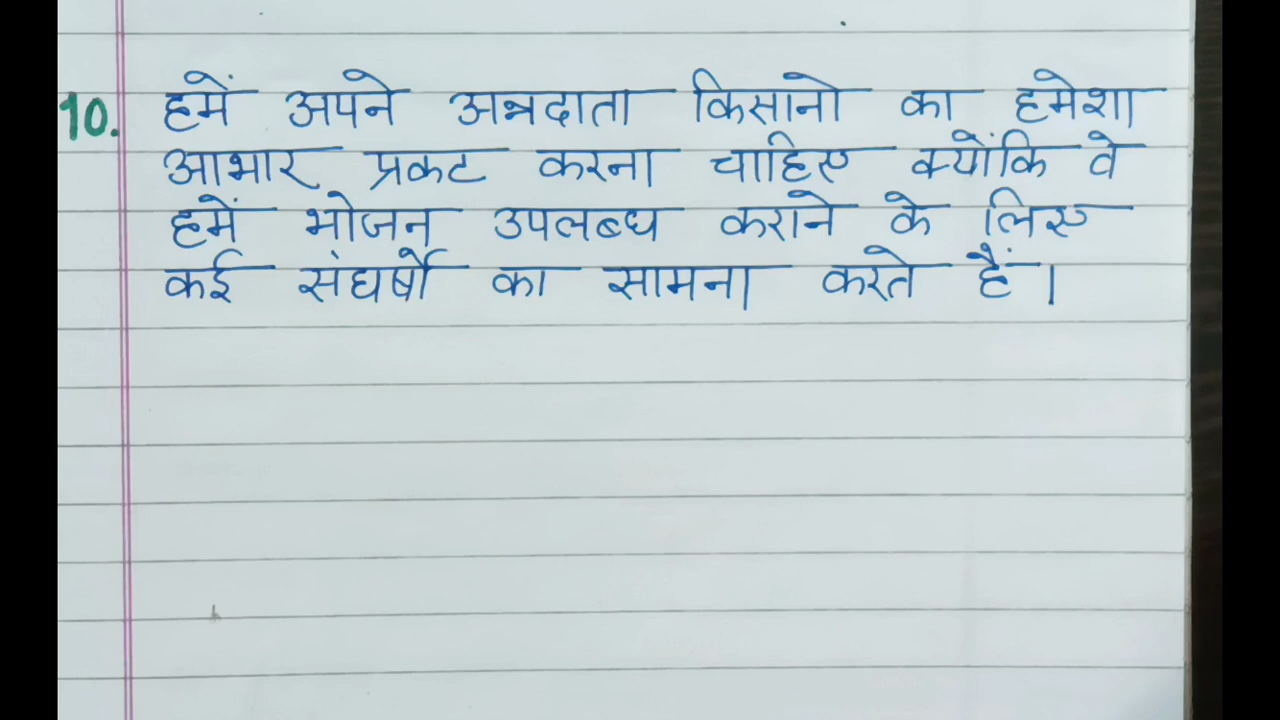 10. हमें अपने अन्नदाता किसानो का हमेशा
आभार प्रकट करना चाहिए क्योंकि वे
हमें भोजन उपलब्ध कराने के लिए
कई संघर्षो का सामना करते हैं।